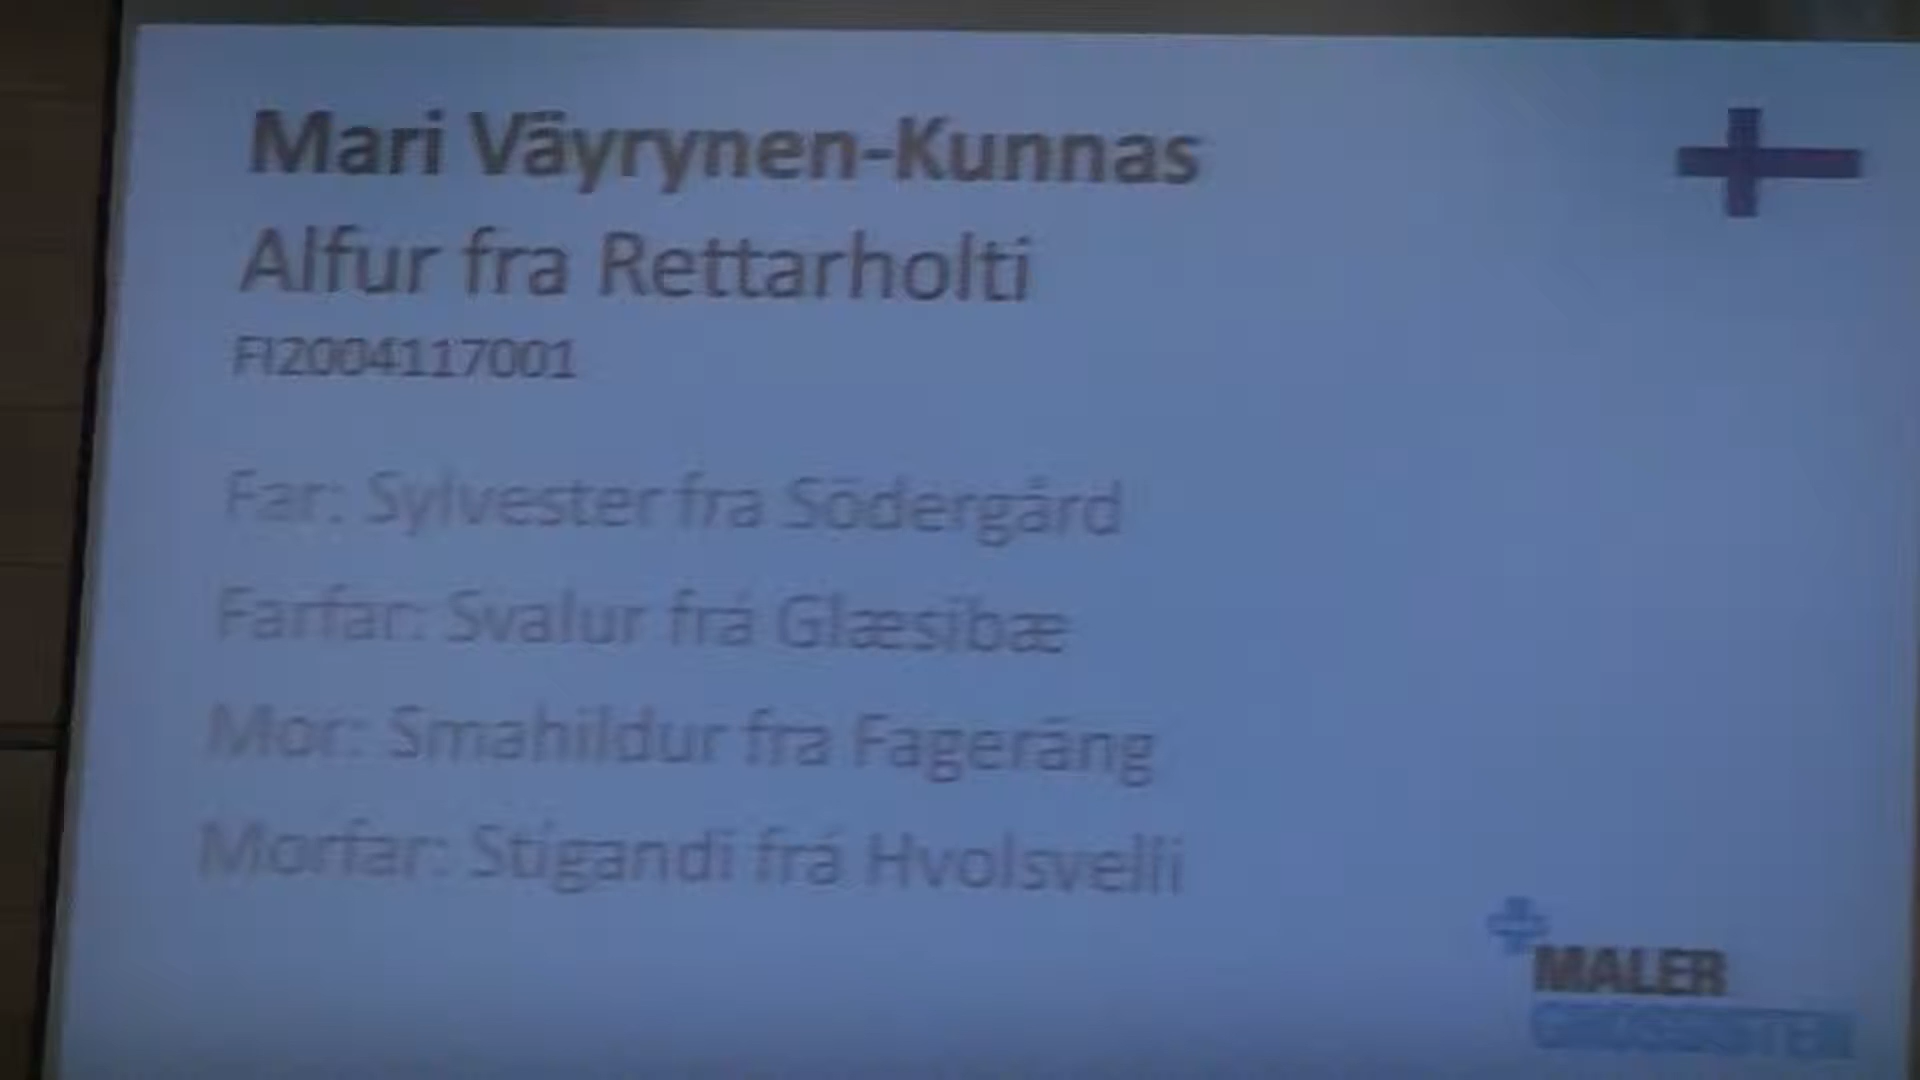 Mari Väyrynen-Kunnas
Alfur fra Rettarholti
FI2004117001
Far: Sylvester fra Södergård
Farfar: Svalur frá Glæsibæ
Mor: Smahildur fra Fageräng
Morfar: Stígandi frá Hvolsvelli
MALER
GROSSISTEN